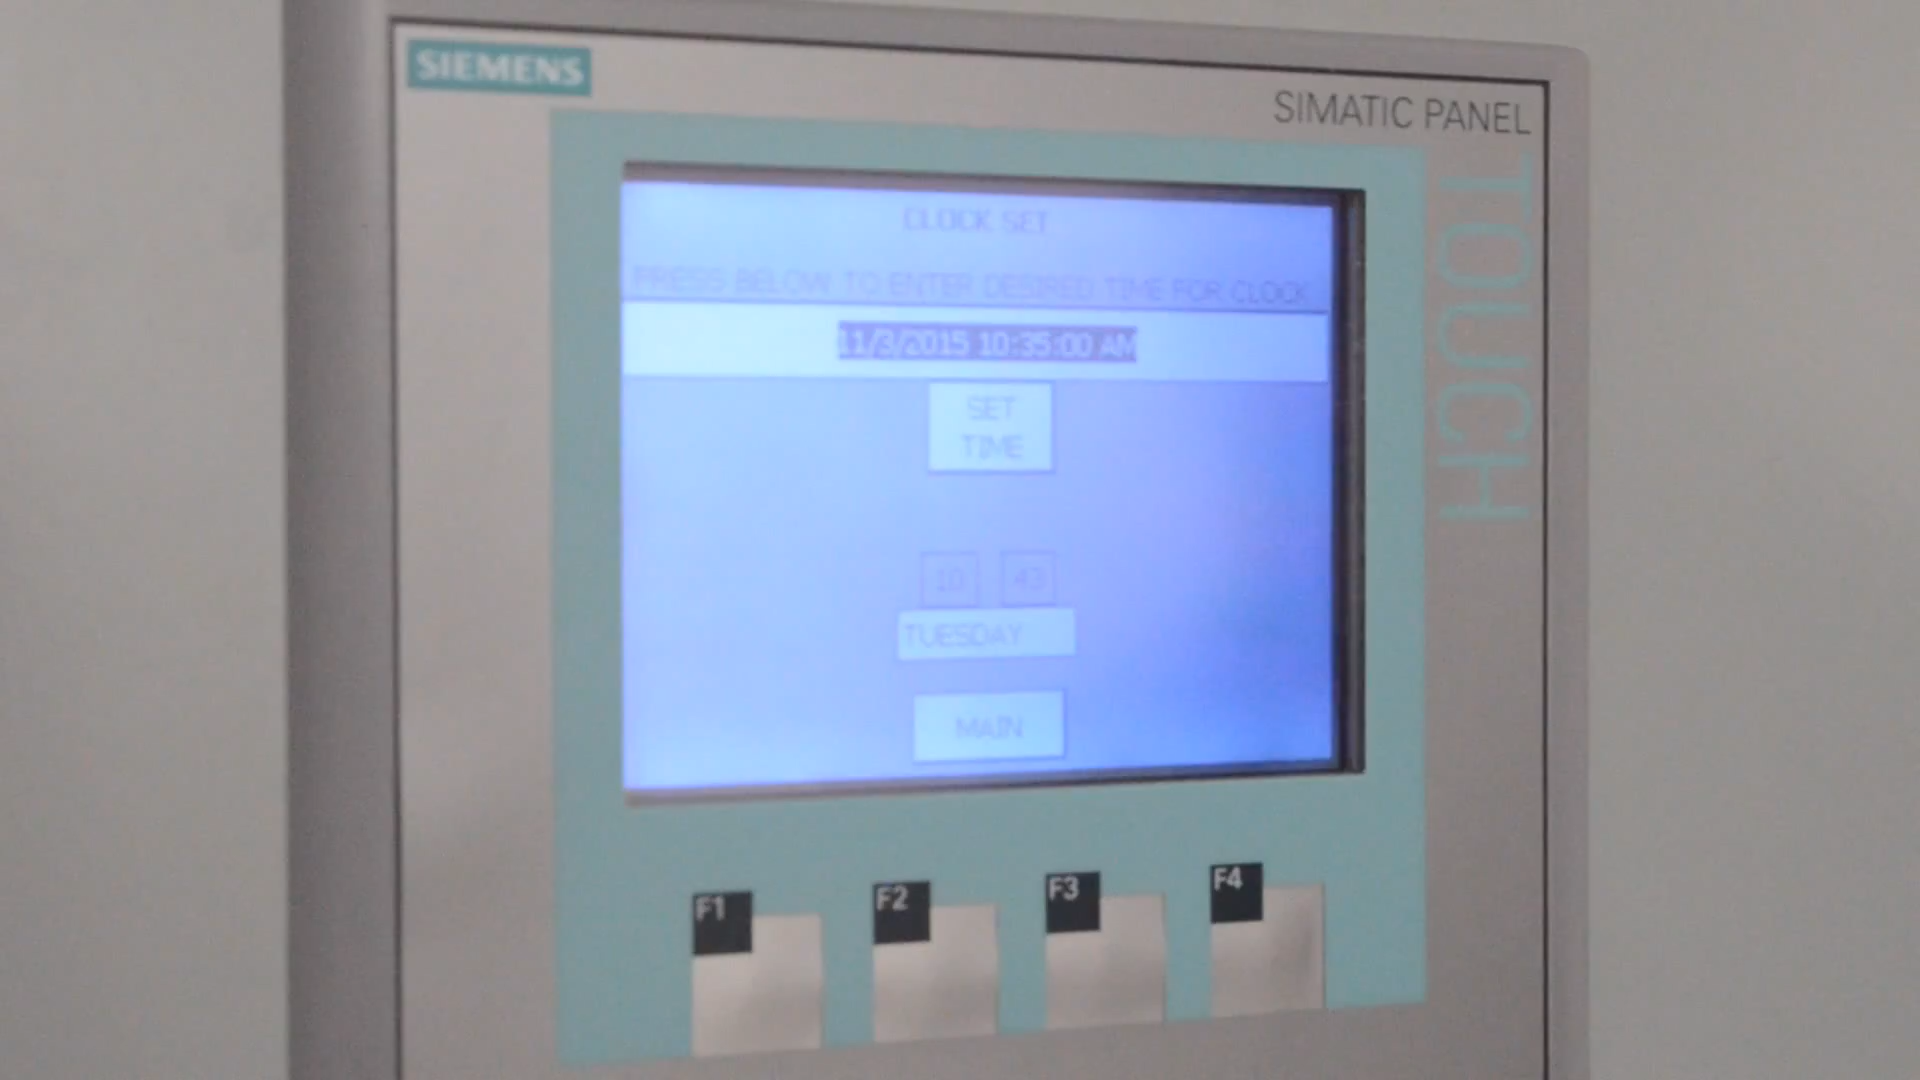 SIEMENS
SIMATIC PANEL
TOUCH
CLOCK SET
PRESS BELOW TO ENTER DESIRED TIME FOR CLOCK
11/3/2015 10:35:00 AM
SET
TIME
10 43
TUESDAY
MAIN
F1 F2 F3 F4